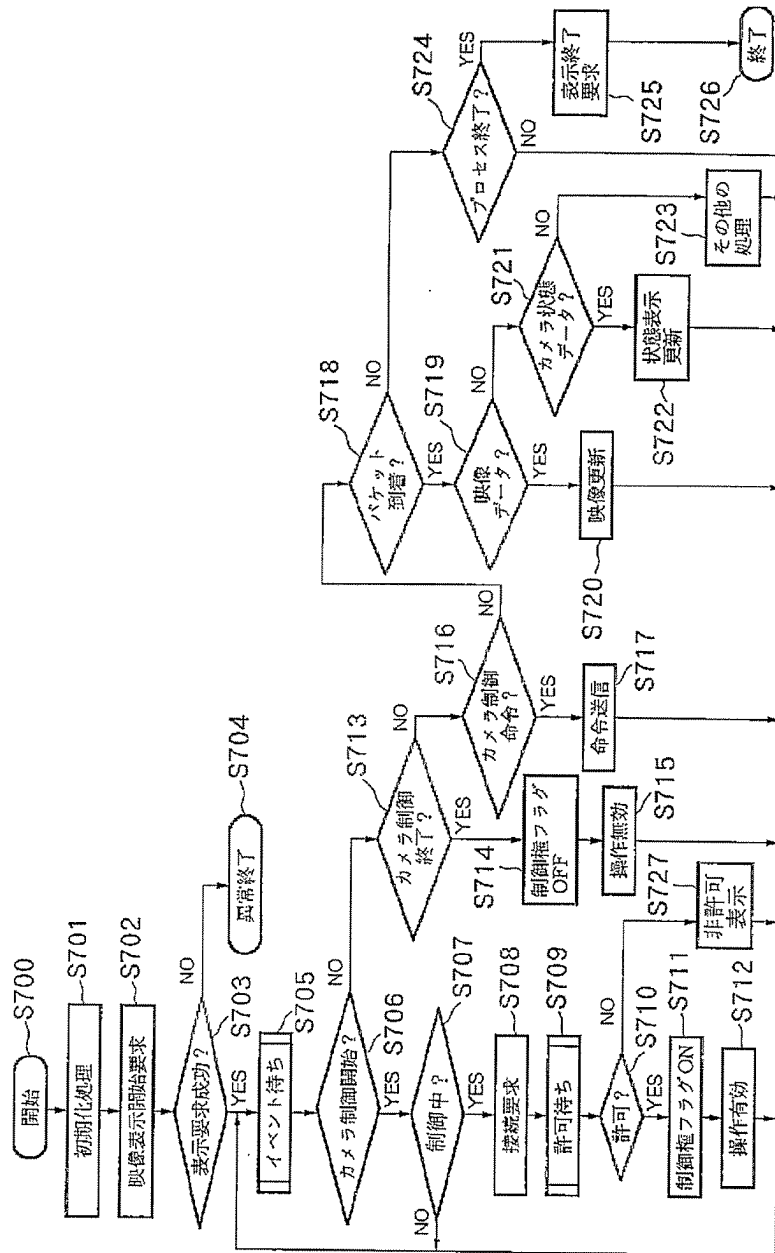 開始
S700
初期化処理
S701
映像表示開始要求
S702
表示要求成功？
S703
NO
YES
異常終了
S704
イベント待ち
S705
カメラ制御開始？
S706
NO
YES
制御中？
S707
NO
YES
接続要求
S708
許可待ち
S709
許可？
S710
NO
YES
制御権フラグON
S711
操作有効
S712
非許可
表示
S727
カメラ制御
終了？
S713
NO
YES
制御権フラグ
OFF
S714
操作無効
S715
カメラ制御
命令？
S716
NO
YES
命令送信
S717
パケット
到着？
S718
NO
YES
映像
データ？
S719
NO
YES
映像更新
S720
カメラ状態
データ？
S721
NO
YES
状態表示
更新
S722
その他の
処理
S723
プロセス終了？
S724
YES
NO
表示終了
要求
S725
終了
S726